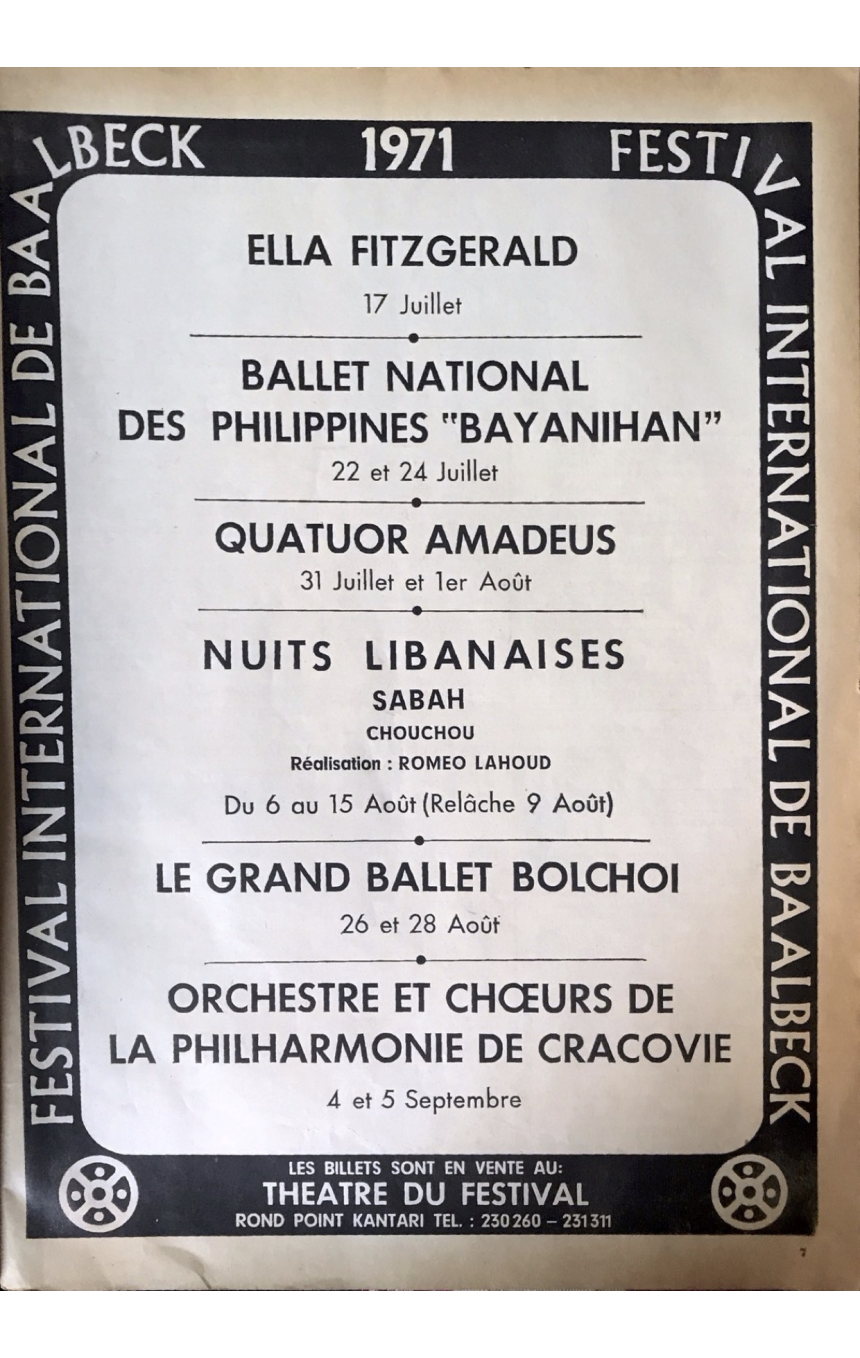 FESTIVAL INTERNATIONAL DE BAALBECK
1971
FESTIVAL INTERNATIONAL DE BAALBECK
ELLA FITZGERALD
17 Juillet
BALLET NATIONAL
DES PHILIPPINES "BAYANIHAN"
22 et 24 Juillet
QUATUOR AMADEUS
31 Juillet et 1er Août
NUITS LIBANAISES
SABAH
CHOUCHOU
Réalisation : ROMEO LAHOUD
Du 6 au 15 Août (Relâche 9 Août)
LE GRAND BALLET BOLCHOI
26 et 28 Août
ORCHESTRE ET CHŒURS DE
LA PHILHARMONIE DE CRACOVIE
4 et 5 Septembre
LES BILLETS SONT EN VENTE AU:
THEATRE DU FESTIVAL
ROND POINT KANTARI TEL. : 230260 – 231311
7